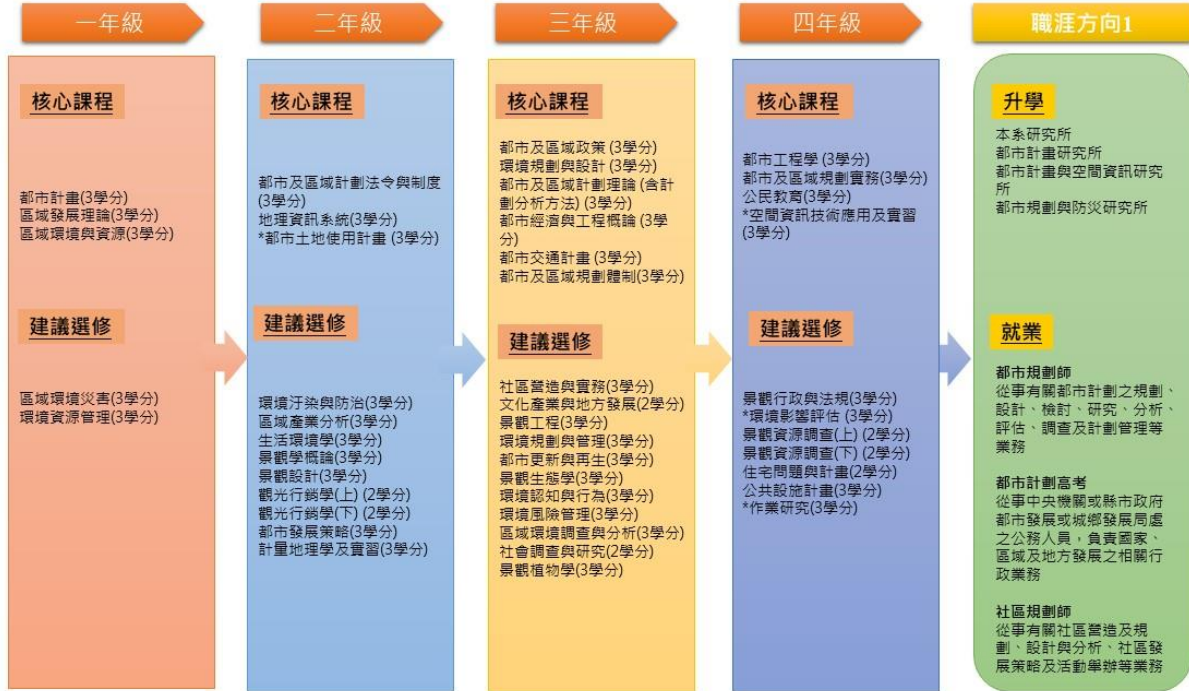 一年級
核心課程
都市計畫(3學分)
區域發展理論(3學分)
區域環境與資源(3學分)
建議選修
區域環境災害(3學分)
環境資源管理(3學分)
二年級
核心課程
都市及區域計劃法令與制度
(3學分)
地理資訊系統(3學分)
*都市土地使用計畫 (3學分)
建議選修
環境汙染與防治(3學分)
區域產業分析(3學分)
生活環境學(3學分)
景觀學概論(3學分)
景觀設計(3學分)
觀光行銷學(上) (2學分)
觀光行銷學(下) (2學分)
都市發展策略(3學分)
計量地理學及實習(3學分)
三年級
核心課程
都市及區域政策 (3學分)
環境規劃與設計 (3學分)
都市及區域計劃理論 (含計
劃分析方法) (3學分)
都市經濟與工程概論 (3學
分)
都市交通計畫 (3學分)
都市及區域規劃體制(3學分)
建議選修
社區營造與實務(3學分)
文化產業與地方發展(2學分)
景觀工程(3學分)
環境規劃與管理(3學分)
都市更新與再生(3學分)
景觀生態學(3學分)
環境認知與行為(3學分)
環境風險管理(3學分)
區域環境調查與分析(3學分)
社會調查與研究(2學分)
景觀植物學(3學分)
四年級
核心課程
都市工程學 (3學分)
都市及區域規劃實務(3學分)
公民教育(3學分)
*空間資訊技術應用及實習
(3學分)
建議選修
景觀行政與法規(3學分)
*環境影響評估 (3學分)
景觀資源調查(上) (2學分)
景觀資源調查(下) (2學分)
住宅問題與計畫(2學分)
公共設施計畫(3學分)
*作業研究(3學分)
職涯方向1
升學
本系研究所
都市計畫研究所
都市計畫與空間資訊研究
所
都市規劃與防災研究所
就業
都市規劃師
從事有關都市計畫之規劃、
設計、檢討、研究、分析、
評估、調查及計劃管理等
業務
都市計劃高考
從事中央機關或縣市政府
都市發展或城鄉發展局處
之公務人員，負責國家、
區域及地方發展之相關行
政業務
社區規劃師
從事有關社區營造及規
劃、設計與分析、社區發
展策略及活動舉辦等業務